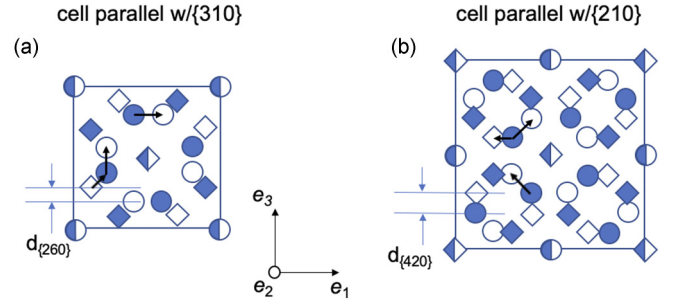 cell parallel w/{310}
cell parallel w/{210}
(a)
(b)
d{260}
e3
e2
e1
d{420}